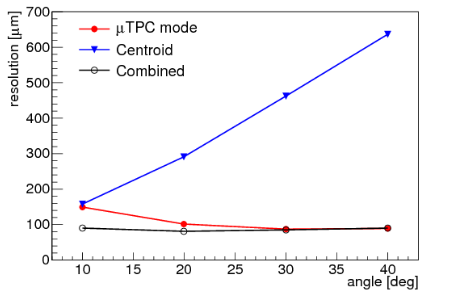 700
600
500
400
300
200
100
0
resolution [μm]
μTPC mode
Centroid
Combined
10 15 20 25 30 35 40
angle [deg]